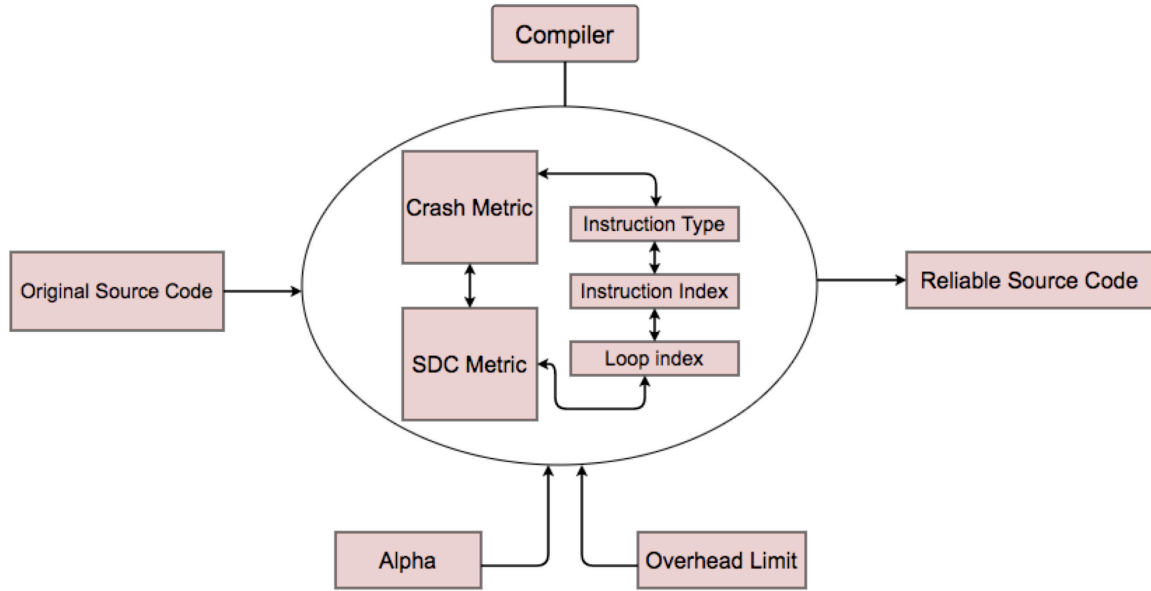 Compiler
Crash Metric
Instruction Type
Original Source Code
Instruction Index
Reliable Source Code
SDC Metric
Loop index
Alpha
Overhead Limit